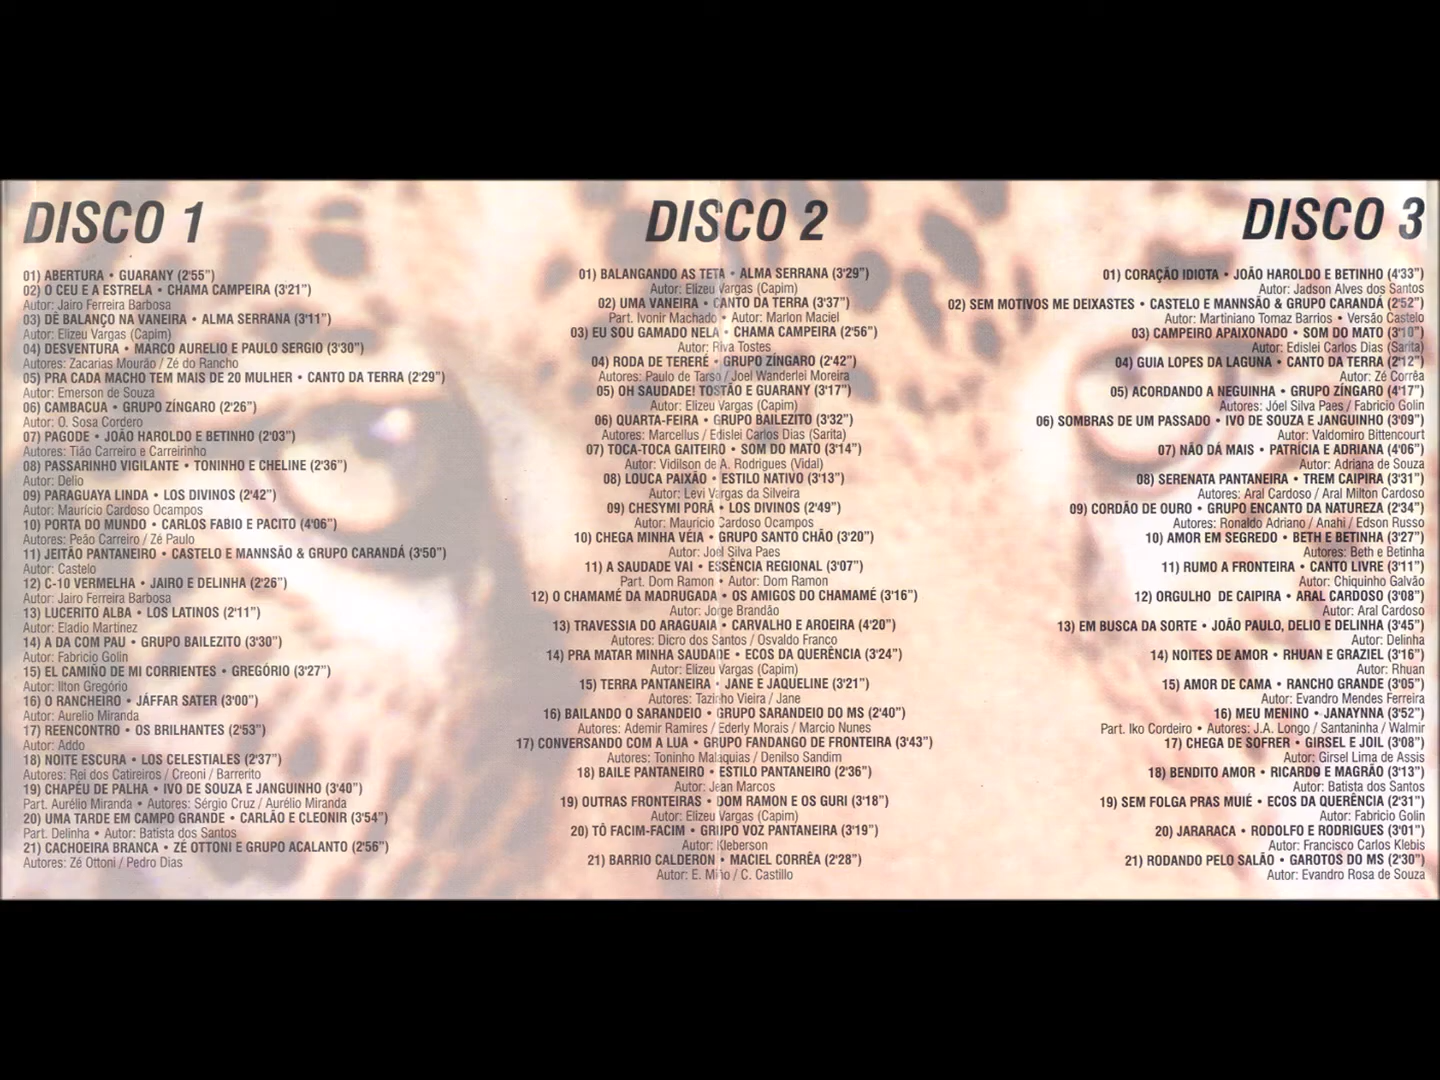 DISCO 1
01) ABERTURA • GUARANY (2'55")
02) O CEU E A ESTRELA • CHAMA CAMPEIRA (3'21")
Autor: Jairo Ferreira Barbosa
03) DÊ BALANÇO NA VANEIRA • ALMA SERRANA (3'11")
Autor: Elizeu Vargas (Capim)
04) DESVENTURA • MARCO AURELIO E PAULO SERGIO (3'30")
Autores: Zacarias Mourão / Zé do Rancho
05) PRA CADA MACHO TEM MAIS DE 20 MULHER • CANTO DA TERRA (2'29")
Autor: Emerson de Souza
06) CAMBACUA • GRUPO ZÍNGARO (2'26")
Autor: O. Sosa Cordero
07) PAGODE • JOÃO HAROLDO E BETINHO (2'03")
Autores: Tião Carreiro e Carreirinho
08) PASSARINHO VIGILANTE • TONINHO E CHELINE (2'36")
Autor: Delio
09) PARAGUAYA LINDA • LOS DIVINOS (2'42")
Autor: Mauricio Cardoso Ocampos
10) PORTA DO MUNDO • CARLOS FABIO E PACITO (4'06")
Autores: Peão Carreiro / Zé Paulo
11) JEITÃO PANTANEIRO • CASTELO E MANNSÃO & GRUPO CARANDÁ (3'50")
Autor: Castelo
12) C-10 VERMELHA • JAIRO E DELINHA (2'26")
Autor: Jairo Ferreira Barbosa
13) LUCERITO ALBA • LOS LATINOS (2'11")
Autor: Eladio Martinez
14) A DA COM PAU • GRUPO BAILEZITO (3'30")
Autor: Fabricio Golin
15) EL CAMIÑO DE MI CORRIENTES • GREGÓRIO (3'27")
Autor: Ilton Gregório
16) O RANCHEIRO • JÁFFAR SATER (3'00")
Autor: Aurelio Miranda
17) REENCONTRO • OS BRILHANTES (2'53")
Autor: Addo
18) NOITE ESCURA • LOS CELESTIALES (2'37")
Autores: Rei dos Catireiros / Creoni / Barrerito
19) CHAPÉU DE PALHA • IVO DE SOUZA E JANGUINHO (3'40")
Part. Aurélio Miranda • Autores: Sérgio Cruz / Aurélio Miranda
20) UMA TARDE EM CAMPO GRANDE • CARLÃO E CLEONIR (3'54")
Part. Delinha • Autor: Batista dos Santos
21) CACHOEIRA BRANCA • ZÉ OTTONI E GRUPO ACALANTO (2'56")
Autores: Zé Ottoni / Pedro Dias
DISCO 2
01) BALANGANDO AS TETA • ALMA SERRANA (3'29")
Autor: Elizeu Vargas (Capim)
02) UMA VANEIRA • CANTO DA TERRA (3'37")
Part. Ivonir Machado • Autor: Marlon Maciel
03) EU SOU GAMADO NELA • CHAMA CAMPEIRA (2'56")
Autor: Riva Tostes
04) RODA DE TERERÉ • GRUPO ZÍNGARO (2'42")
Autores: Paulo de Tarso / Joel Wanderlei Moreira
05) OH SAUDADE! TOSTÃO E GUARANY (3'17")
Autor: Elizeu Vargas (Capim)
06) QUARTA-FEIRA • GRUPO BAILEZITO (3'32")
Autores: Marcellus / Edislei Carlos Dias (Sarita)
07) TOCA-TOCA GAITEIRO • SOM DO MATO (3'14")
Autor: Vidilson de A. Rodrigues (Vidal)
08) LOUCA PAIXÃO • ESTILO NATIVO (3'13")
Autor: Levi Vargas da Silveira
09) CHESYMI PORÃ • LOS DIVINOS (2'49")
Autor: Mauricio Cardoso Ocampos
10) CHEGA MINHA VÉIA • GRUPO SANTO CHÃO (3'20")
Autor: Joel Silva Paes
11) A SAUDADE VAI • ESSÊNCIA REGIONAL (3'07")
Part. Dom Ramon • Autor: Dom Ramon
12) O CHAMAMÉ DA MADRUGADA • OS AMIGOS DO CHAMAMÉ (3'16")
Autor: Jorge Brandão
13) TRAVESSIA DO ARAGUAIA • CARVALHO E AROEIRA (4'20")
Autores: Dicro dos Santos / Osvaldo Franco
14) PRA MATAR MINHA SAUDADE • ECOS DA QUERÊNCIA (3'24")
Autor: Elizeu Vargas (Capim)
15) TERRA PANTANEIRA • JANE E JAQUELINE (3'21")
Autores: Tazinho Vieira / Jane
16) BAILANDO O SARANDEIO • GRUPO SARANDEIO DO MS (2'40")
Autores: Ademir Ramires / Ederly Morais / Marcio Nunes
17) CONVERSANDO COM A LUA • GRUPO FANDANGO DE FRONTEIRA (3'43")
Autores: Toninho Malaquias / Denilso Sandim
18) BAILE PANTANEIRO • ESTILO PANTANEIRO (2'36")
Autor: Jean Marcos
19) OUTRAS FRONTEIRAS • DOM RAMON E OS GURI (3'18")
Autor: Elizeu Vargas (Capim)
20) TÔ FACIM-FACIM • GRUPO VOZ PANTANEIRA (3'19")
Autor: Kleberson
21) BARRIO CALDERON • MACIEL CORRÊA (2'28")
Autor: E. Miño / C. Castillo
DISCO 3
01) CORAÇÃO IDIOTA • JOÃO HAROLDO E BETINHO (4'33")
Autor: Jadson Alves dos Santos
02) SEM MOTIVOS ME DEIXASTES • CASTELO E MANNSÃO & GRUPO CARANDÁ (2'52")
Autor: Martiniano Tomaz Barrios • Versão Castelo
03) CAMPEIRO APAIXONADO • SOM DO MATO (3'10")
Autor: Edislei Carlos Dias (Sarita)
04) GUIA LOPES DA LAGUNA • CANTO DA TERRA (2'12")
Autor: Zé Corrêa
05) ACORDANDO A NEGUINHA • GRUPO ZÍNGARO (4'17")
Autores: Jóel Silva Paes / Fabricio Golin
06) SOMBRAS DE UM PASSADO • IVO DE SOUZA E JANGUINHO (3'09")
Autor: Valdomiro Bittencourt
07) NÃO DÁ MAIS • PATRÍCIA E ADRIANA (4'06")
Autor: Adriana de Souza
08) SERENATA PANTANEIRA • TREM CAIPIRA (3'31")
Autores: Aral Cardoso / Aral Milton Cardoso
09) CORDÃO DE OURO • GRUPO ENCANTO DA NATUREZA (2'34")
Autores: Ronaldo Adriano / Anahi / Edson Russo
10) AMOR EM SEGREDO • BETH E BETINHA (3'27")
Autores: Beth e Betinha
11) RUMO A FRONTEIRA • CANTO LIVRE (3'11")
Autor: Chiquinho Galvão
12) ORGULHO DE CAIPIRA • ARAL CARDOSO (3'08")
Autor: Aral Cardoso
13) EM BUSCA DA SORTE • JOÃO PAULO, DELIO E DELINHA (3'45")
Autor: Delinha
14) NOITES DE AMOR • RHUAN E GRAZIEL (3'16")
Autor: Rhuan
15) AMOR DE CAMA • RANCHO GRANDE (3'05")
Autor: Evandro Mendes Ferreira
16) MEU MENINO • JANAYNNA (3'52")
Part. Iko Cordeiro • Autores: J.A. Longo / Santaninha / Walmir
17) CHEGA DE SOFRER • GIRSEL E JOIL (3'08")
Autor: Girsel Lima de Assis
18) BENDITO AMOR • RICARDO E MAGRÃO (3'13")
Autor: Batista dos Santos
19) SEM FOLGA PRAS MUIÉ • ECOS DA QUERÊNCIA (2'31")
Autor: Fabricio Golin
20) JARARACA • RODOLFO E RODRIGUES (3'01")
Autor: Francisco Carlos Klebis
21) RODANDO PELO SALÃO • GAROTOS DO MS (2'30")
Autor: Evandro Rosa de Souza